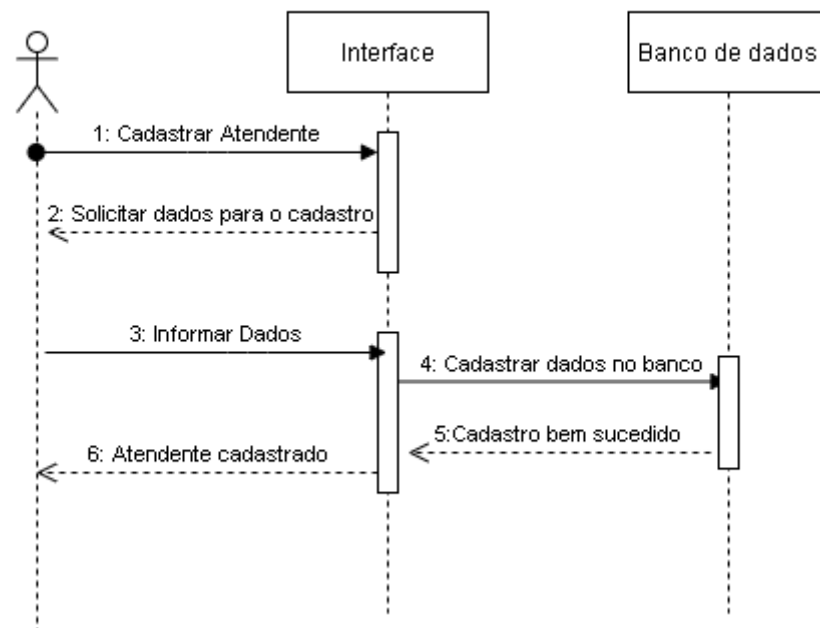 Interface
Banco de dados
1: Cadastrar Atendente
2: Solicitar dados para o cadastro
3: Informar Dados
4: Cadastrar dados no banco
5:Cadastro bem sucedido
6: Atendente cadastrado